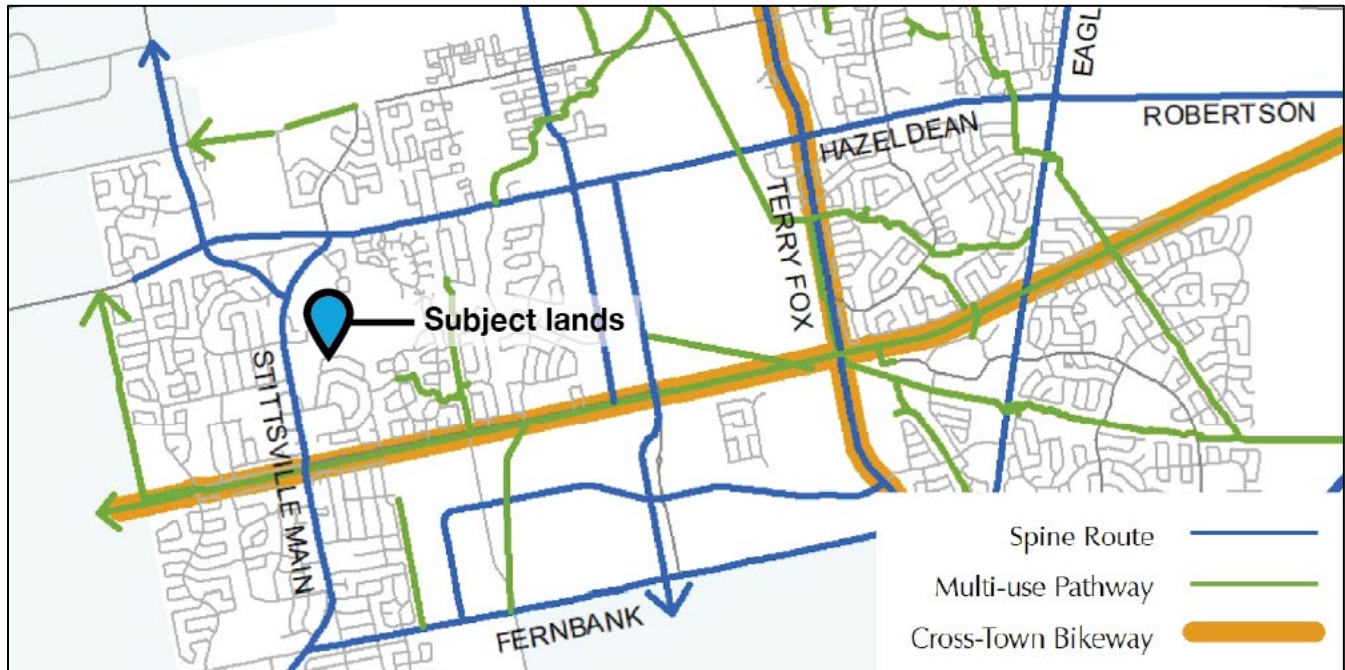 EAGL
ROBERTSON
HAZELDEAN
TERRY FOX
Subject lands
STITTSVILLE MAIN
FERNBANK
Spine Route
Multi-use Pathway
Cross-Town Bikeway